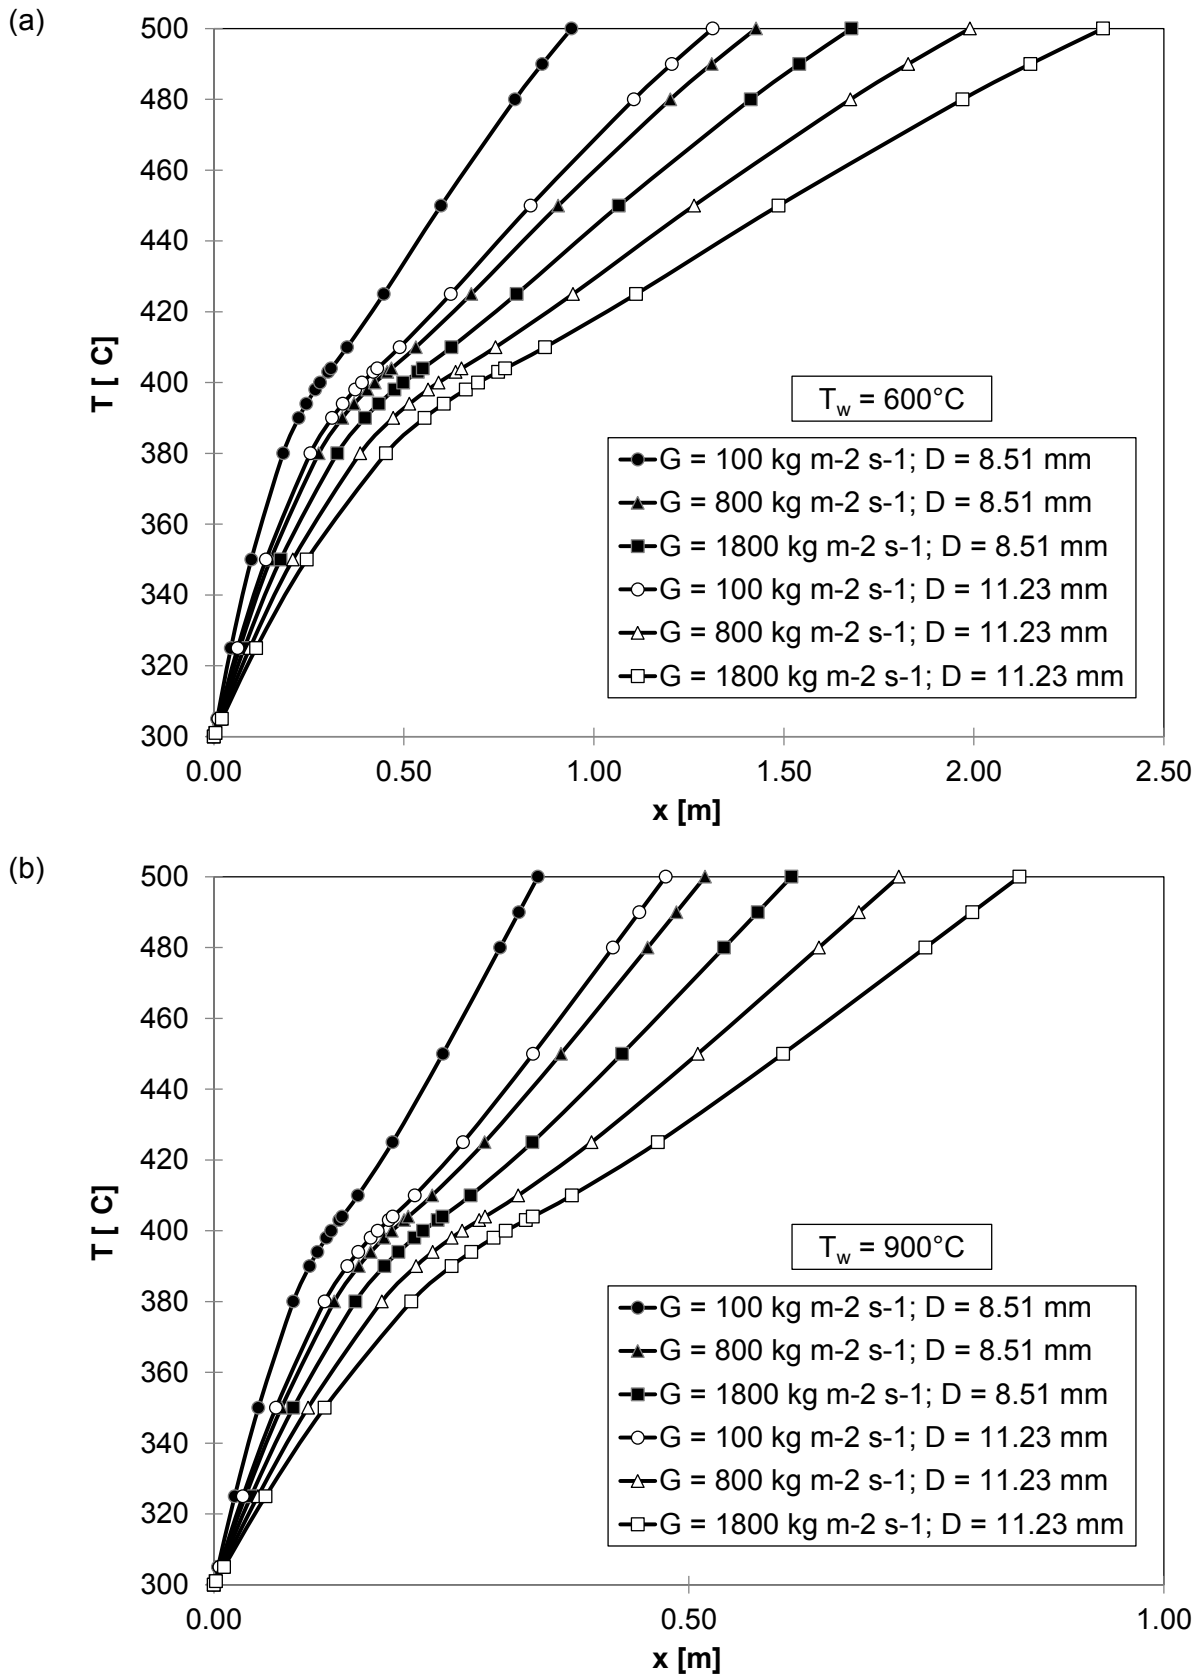 (a)
500
480
460
440
420
400
380
360
340
320
300
T [ C]
0.00 0.50 1.00 1.50 2.00 2.50
x [m]
T_w = 600°C
G = 100 kg m-2 s-1; D = 8.51 mm
G = 800 kg m-2 s-1; D = 8.51 mm
G = 1800 kg m-2 s-1; D = 8.51 mm
G = 100 kg m-2 s-1; D = 11.23 mm
G = 800 kg m-2 s-1; D = 11.23 mm
G = 1800 kg m-2 s-1; D = 11.23 mm
(b)
500
480
460
440
420
400
380
360
340
320
300
T [ C]
0.00 0.50 1.00
x [m]
T_w = 900°C
G = 100 kg m-2 s-1; D = 8.51 mm
G = 800 kg m-2 s-1; D = 8.51 mm
G = 1800 kg m-2 s-1; D = 8.51 mm
G = 100 kg m-2 s-1; D = 11.23 mm
G = 800 kg m-2 s-1; D = 11.23 mm
G = 1800 kg m-2 s-1; D = 11.23 mm